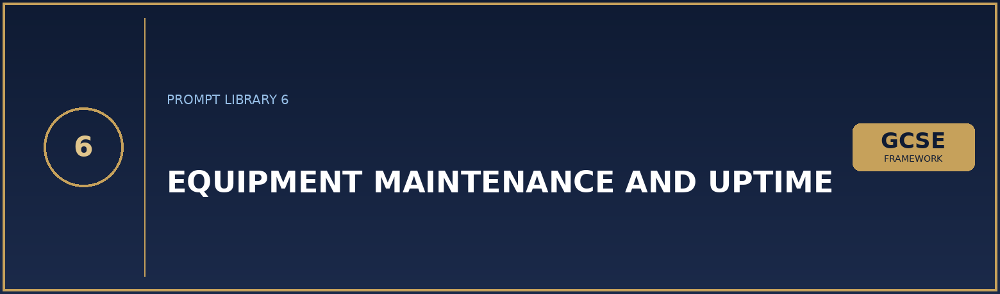 6
PROMPT LIBRARY 6
EQUIPMENT MAINTENANCE AND UPTIME
GCSE
FRAMEWORK